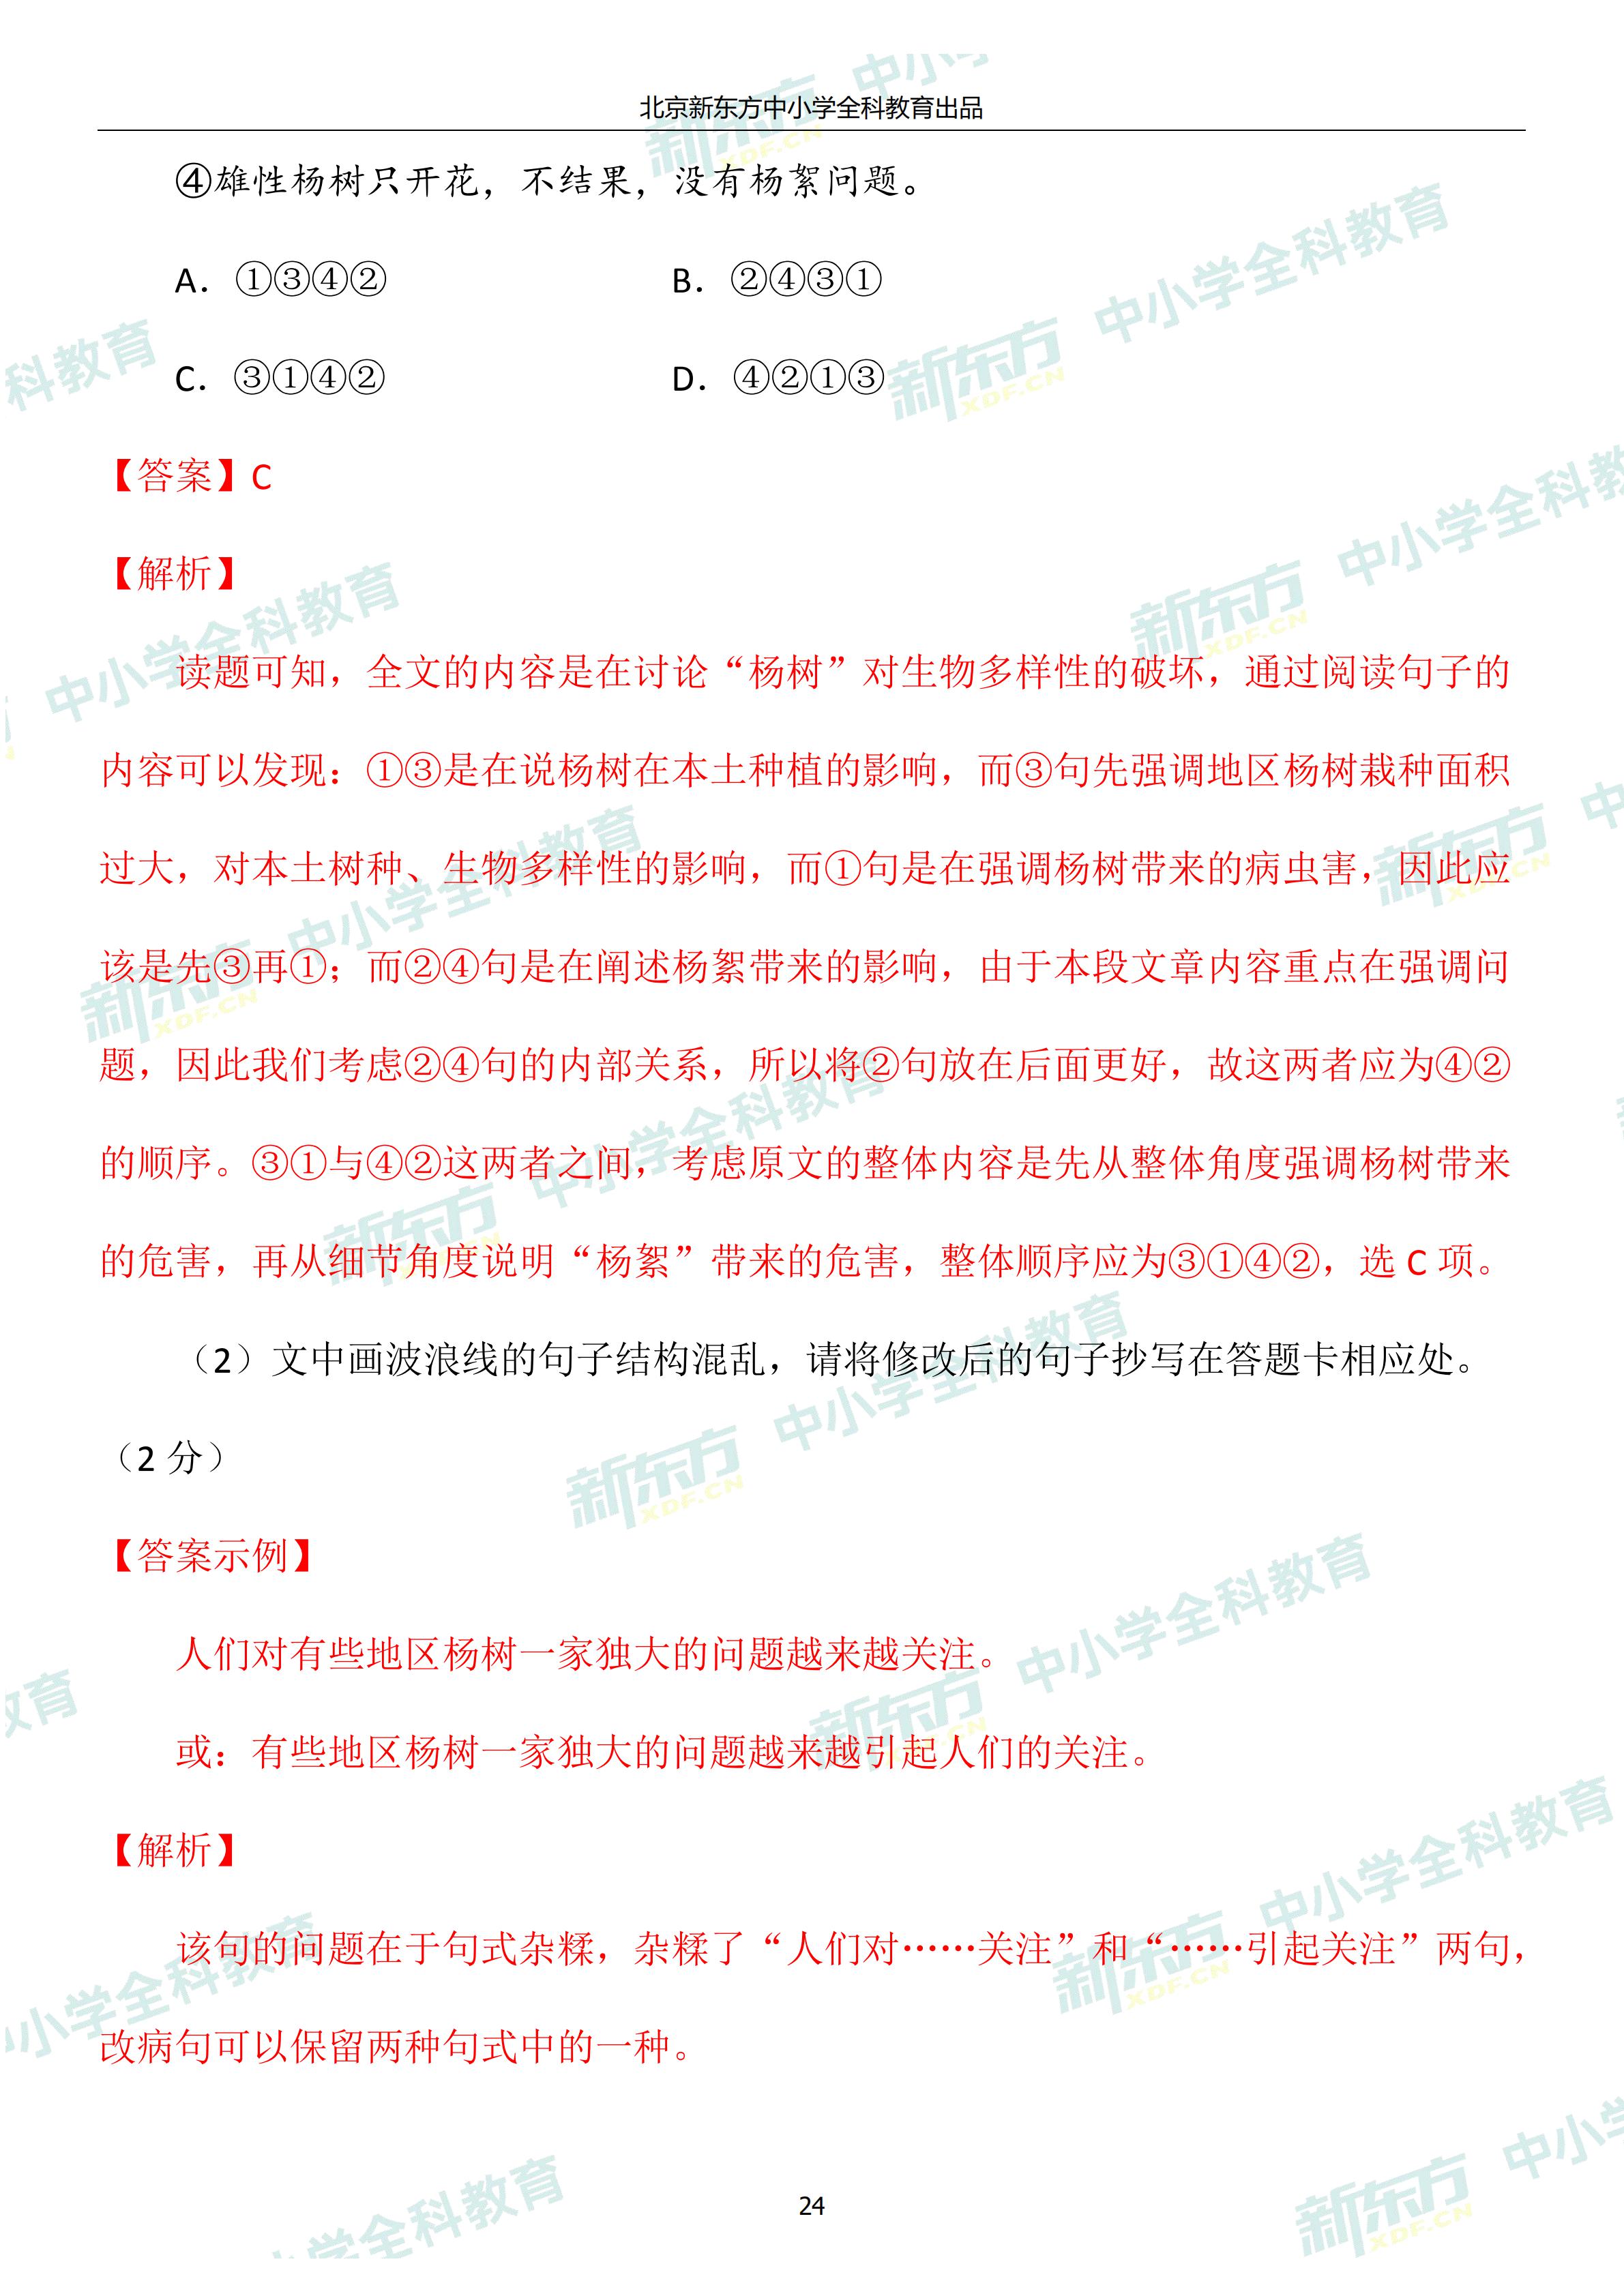 北京新东方中小学全科教育出品
④雄性杨树只开花，不结果，没有杨絮问题。
A．①③④② B．②④③①
C．③①④② D．④②①③
【答案】C
【解析】
读题可知，全文的内容是在讨论“杨树”对生物多样性的破坏，通过阅读句子的
内容可以发现：①③是在说杨树在本土种植的影响，而③句先强调地区杨树栽种面积
过大，对本土树种、生物多样性的影响，而①句是在强调杨树带来的病虫害，因此应
该是先③再①；而②④句是在阐述杨絮带来的影响，由于本段文章内容重点在强调问
题，因此我们考虑②④句的内部关系，所以将②句放在后面更好，故这两者应为④②
的顺序。③①与④②这两者之间，考虑原文的整体内容是先从整体角度强调杨树带来
的危害，再从细节角度说明“杨絮”带来的危害，整体顺序应为③①④②，选 C 项。
（2）文中画波浪线的句子结构混乱，请将修改后的句子抄写在答题卡相应处。
（2 分）
【答案示例】
人们对有些地区杨树一家独大的问题越来越关注。
或：有些地区杨树一家独大的问题越来越引起人们的关注。
【解析】
该句的问题在于句式杂糅，杂糅了“人们对……关注”和“……引起关注”两句，
改病句可以保留两种句式中的一种。
24
新东方 XDF.CN 中小学全科教育